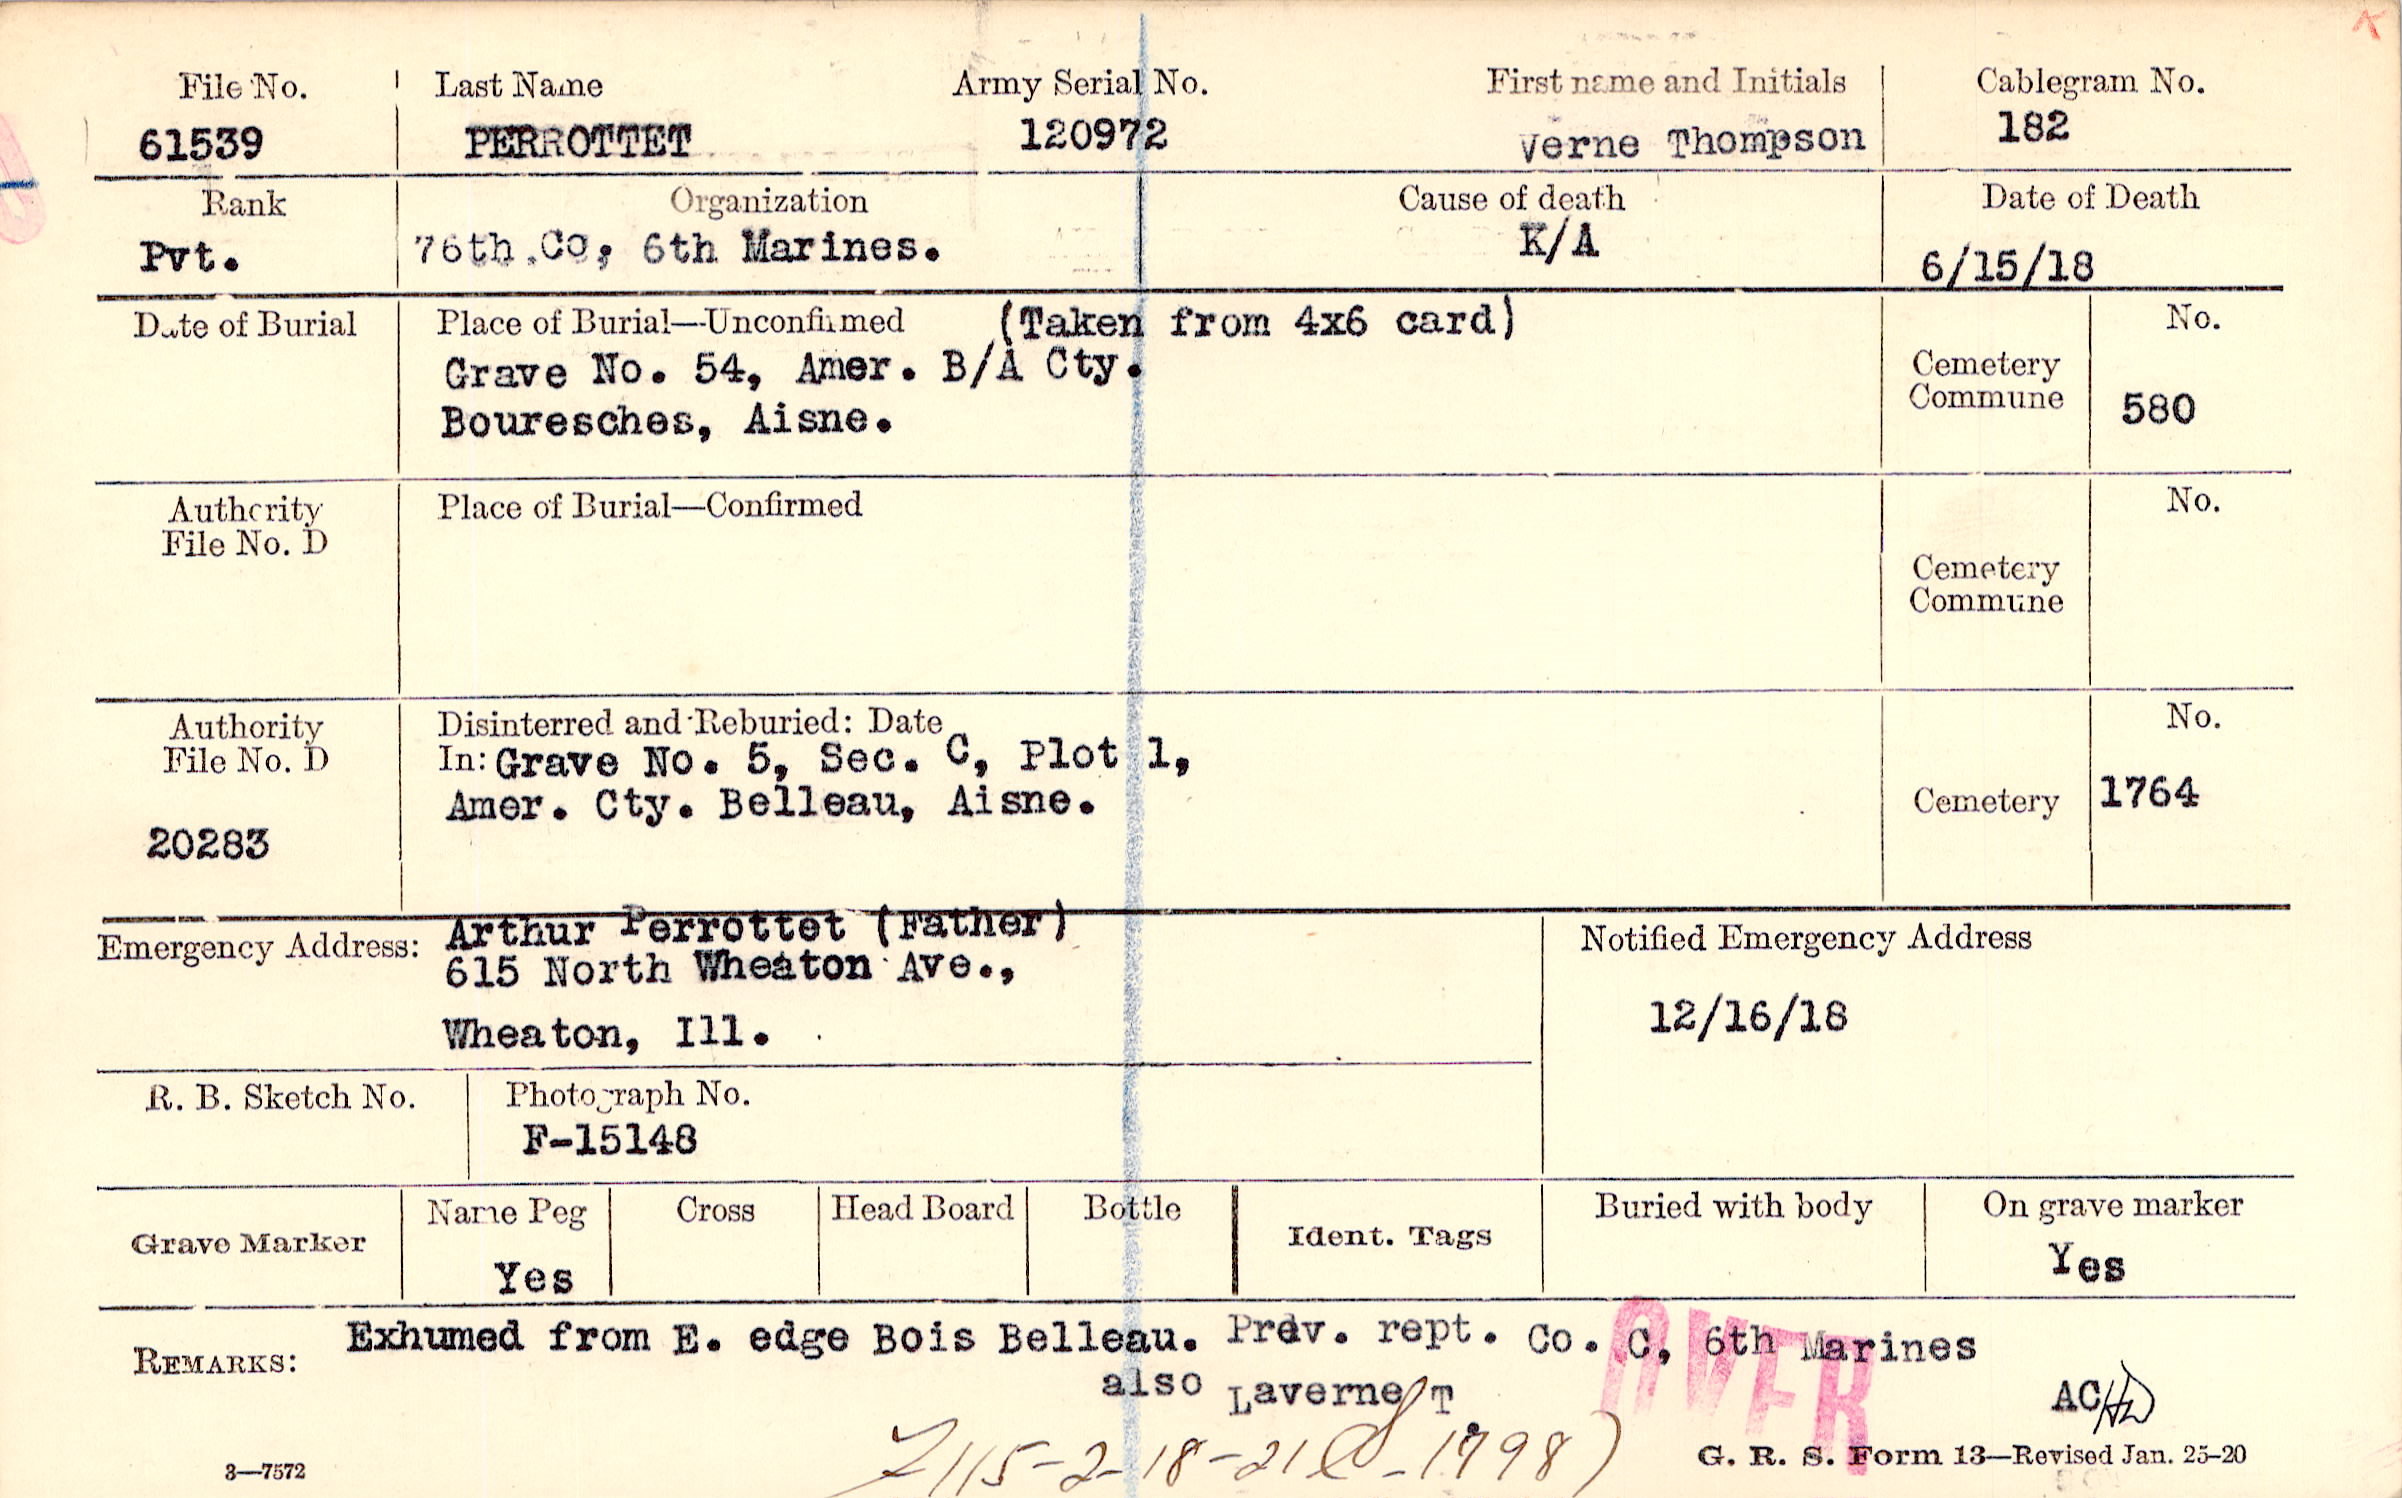 File No. Last Name Army Serial No. First name and Initials Cablegram No.
61539 PERROTTET 120972 Verne Thompson 182
Rank Organization Cause of death Date of Death
Pvt. 76th.Co, 6th Marines. K/A 6/15/18
Date of Burial Place of Burial—Unconfirmed (Taken from 4x6 card) No.
Grave No. 54, Amer. B/A Cty. Cemetery
Bouresches, Aisne. Commune 580
Authority Place of Burial—Confirmed No.
File No. D
Cemetery
Commune
Authority Disinterred and Reburied: Date No.
File No. D In: Grave No. 5, Sec. C, Plot 1,
Amer. Cty. Belleau, Aisne. Cemetery 1764
20283
Emergency Address: Arthur Perrottet (Father) Notified Emergency Address
615 North Wheaton Ave.,
Wheaton, Ill. 12/16/18
R. B. Sketch No. Photograph No.
F-15148
Grave Marker Name Peg Cross Head Board Bottle Ident. Tags Buried with body On grave marker
Yes Yes
REMARKS: Exhumed from E. edge Bois Belleau. Prev. rept. Co. C, 6th Marines
also Laverne T
OVER
AC
3—7572 G. R. S. Form 13—Revised Jan. 25-20